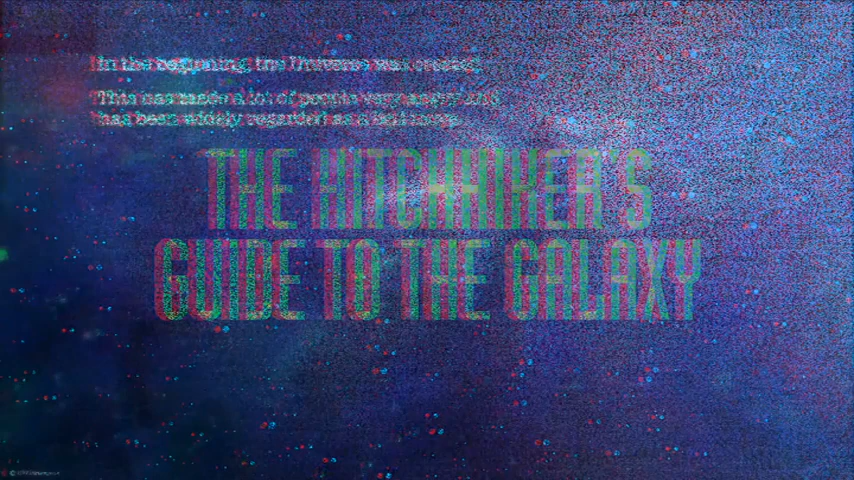 In the beginning, the Universe was created.
This has made a lot of people very angry and
has been widely regarded as a bad move.
THE HITCHHIKER'S
GUIDE TO THE GALAXY